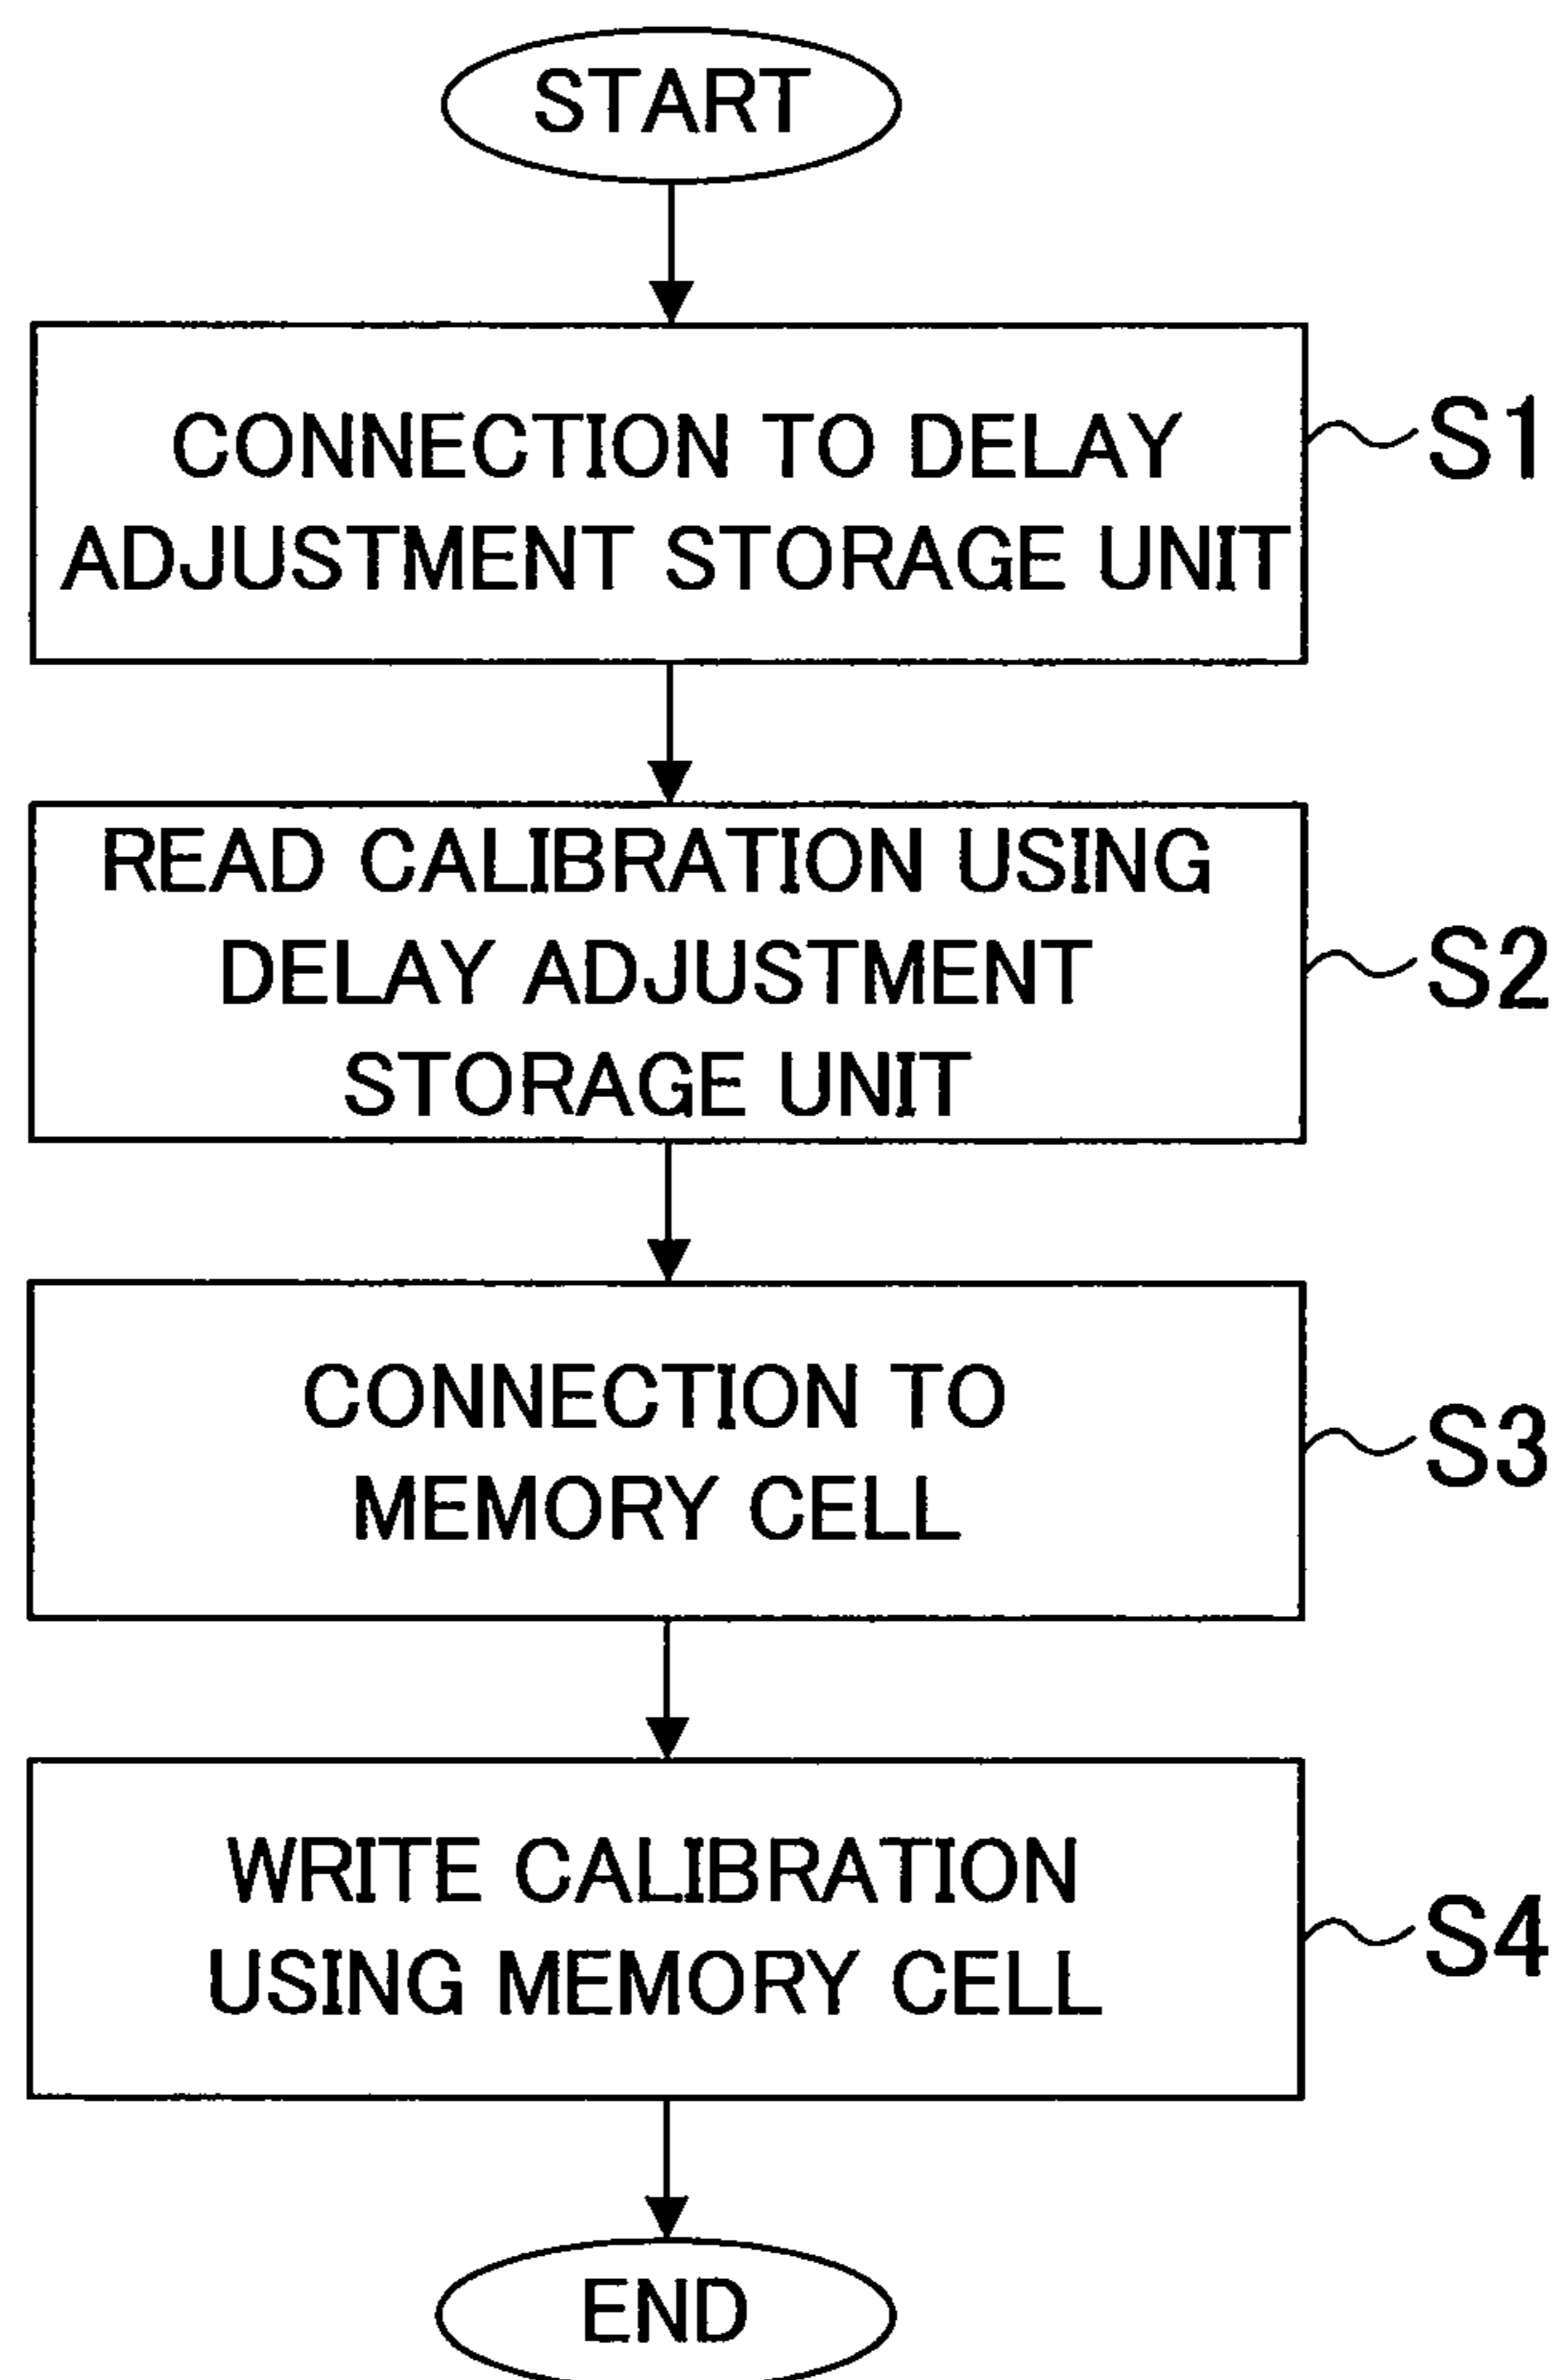 START
CONNECTION TO DELAY
ADJUSTMENT STORAGE UNIT
S1
READ CALIBRATION USING
DELAY ADJUSTMENT
STORAGE UNIT
S2
CONNECTION TO
MEMORY CELL
S3
WRITE CALIBRATION
USING MEMORY CELL
S4
END